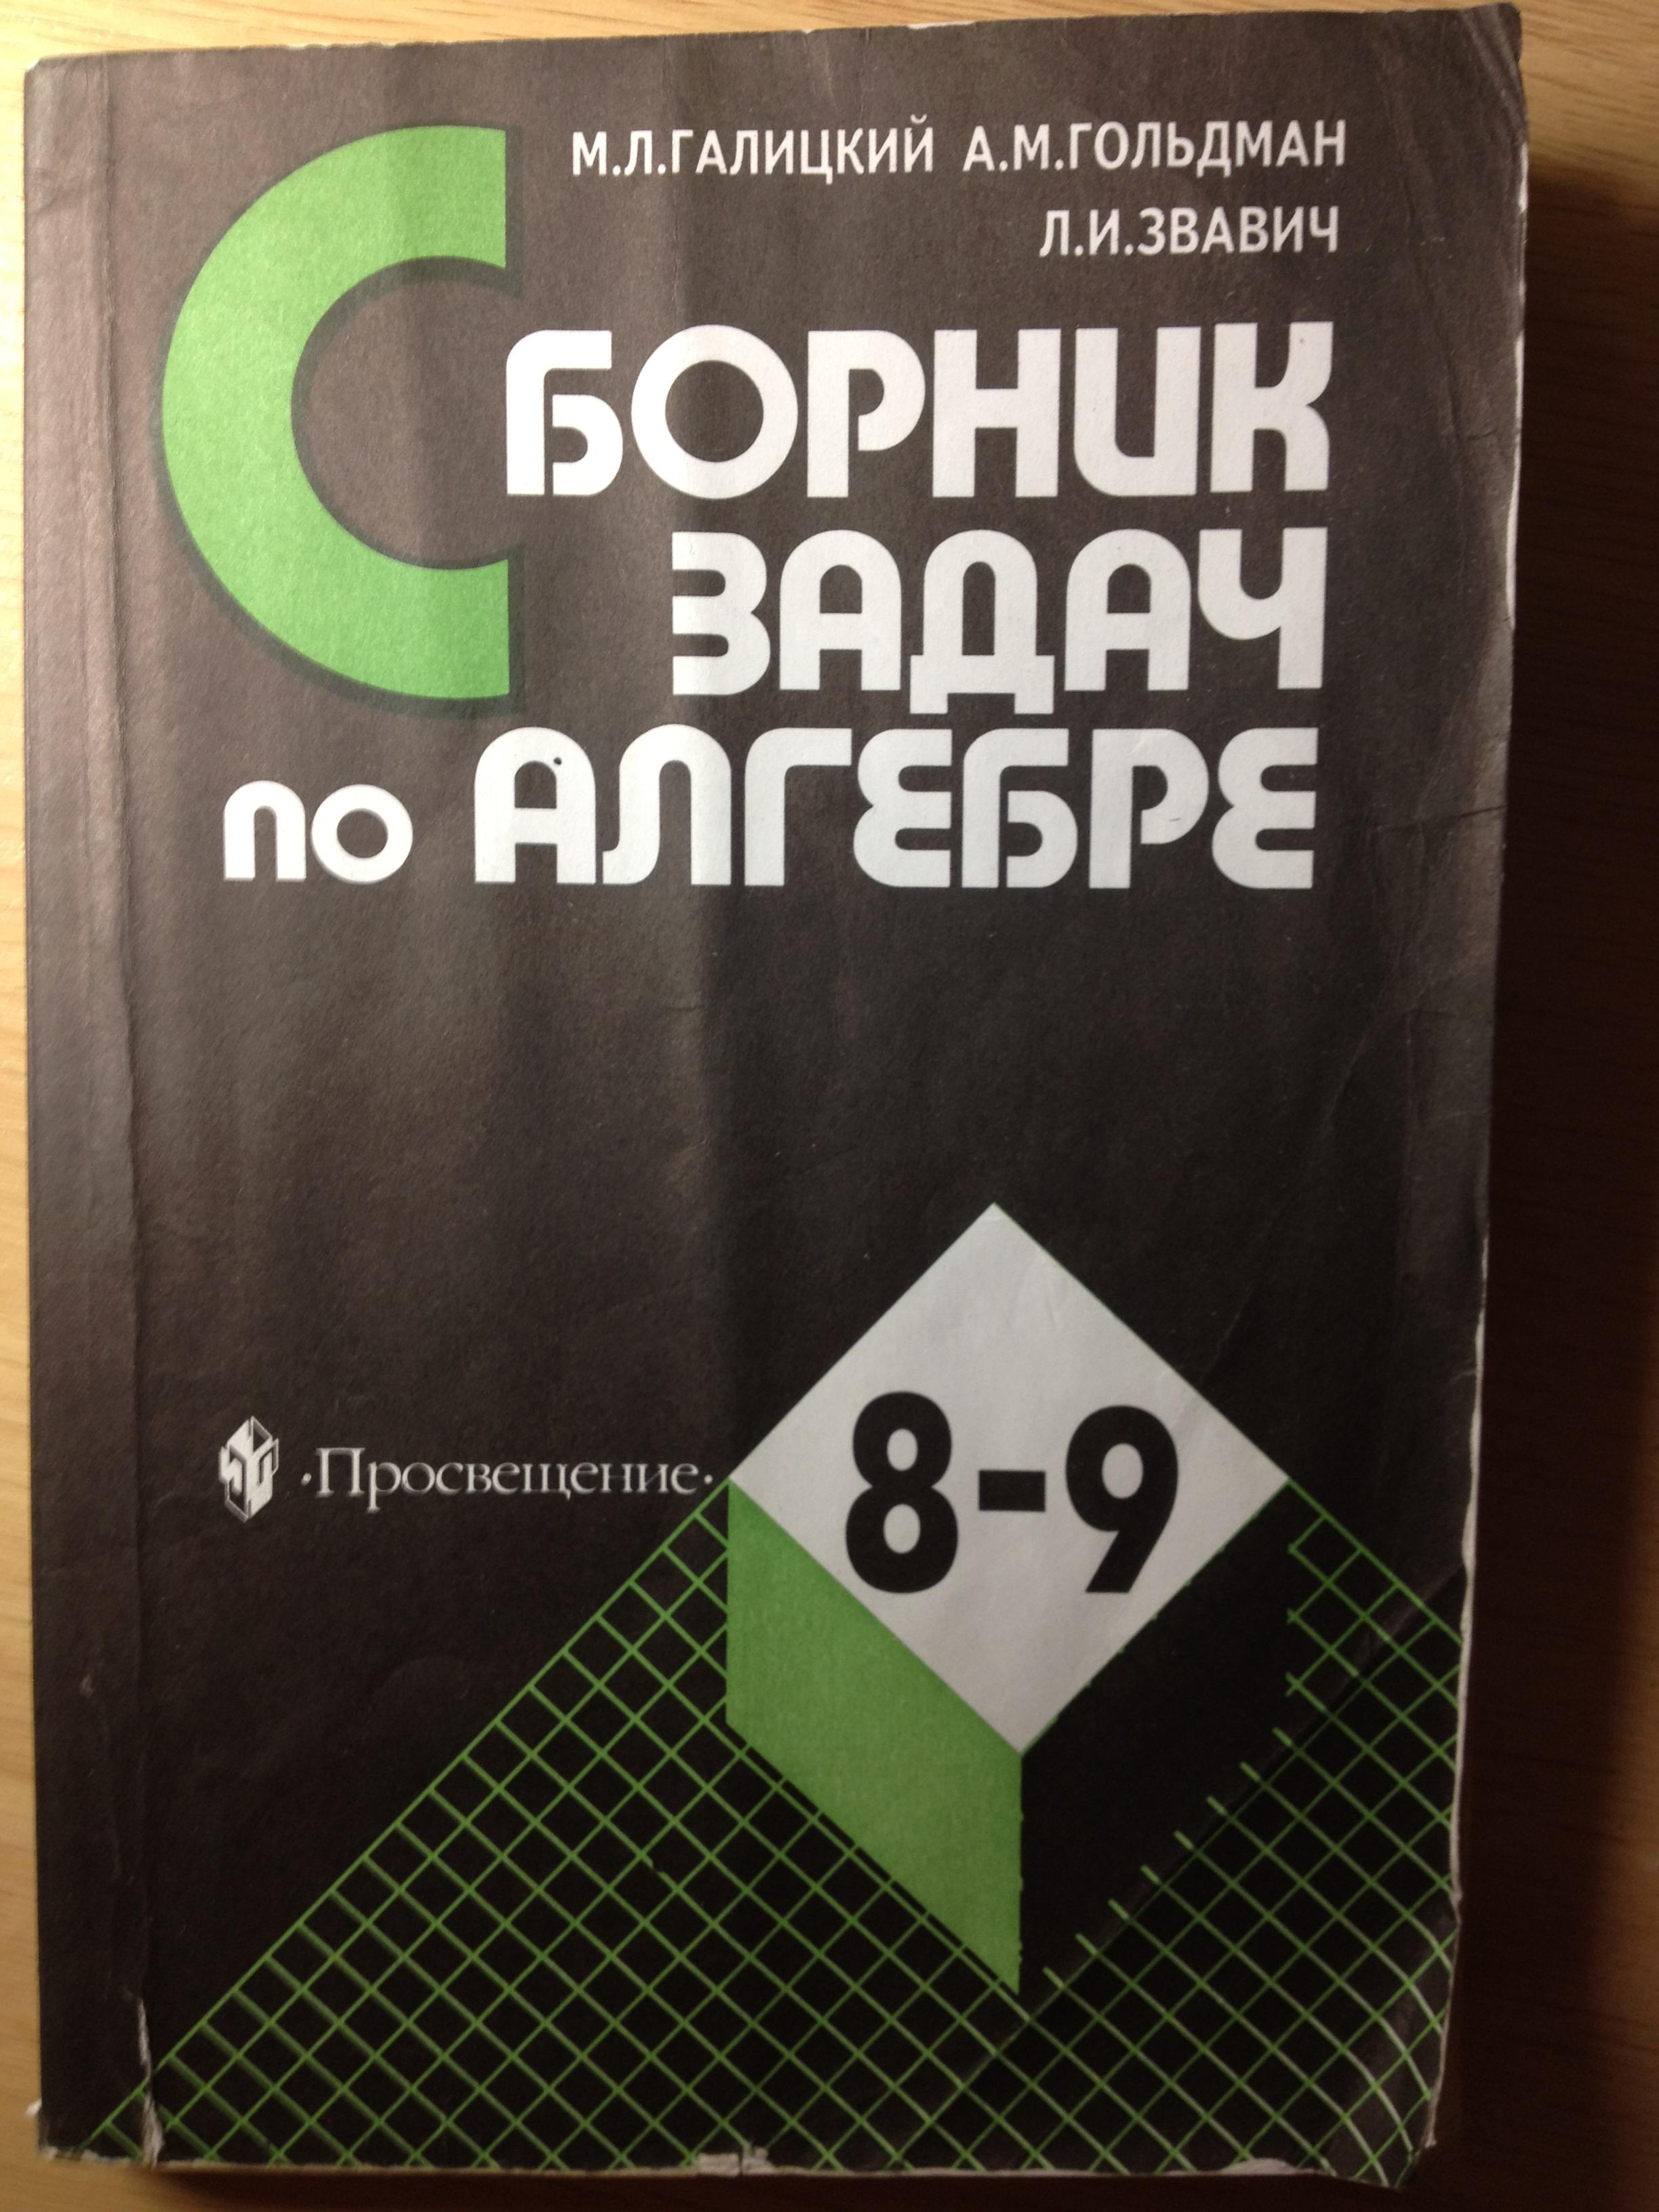 М.Л.ГАЛИЦКИЙ А.М.ГОЛЬДМАН
Л.И.ЗВАВИЧ
СБОРНИК
ЗАДАЧ
ПО АЛГЕБРЕ
8-9
·Просвещение·